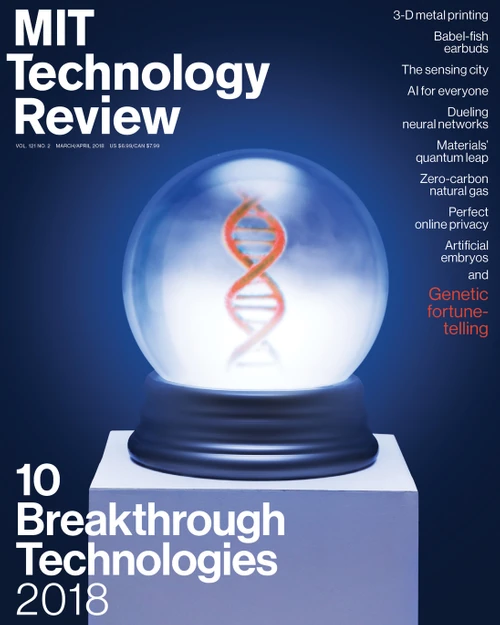 MIT
Technology
Review
VOL. 121 NO. 2 MARCH/APRIL 2018 US $6.99/CAN $7.99
3-D metal printing
Babel-fish
earbuds
The sensing city
AI for everyone
Dueling
neural networks
Materials’
quantum leap
Zero-carbon
natural gas
Perfect
online privacy
Artificial
embryos
and
Genetic
fortune-
telling
10
Breakthrough
Technologies
2018